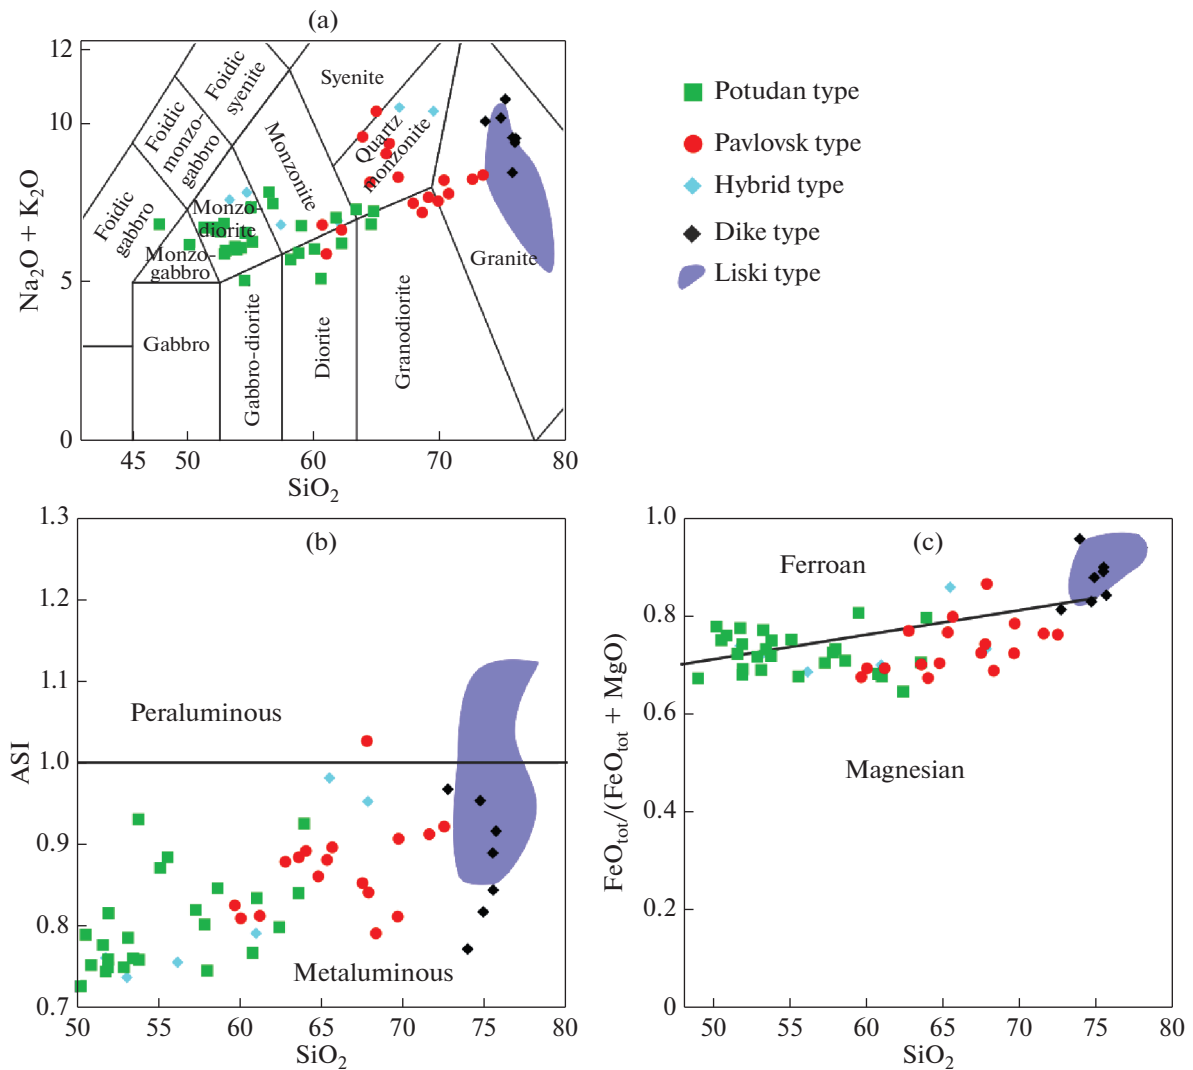 (a)
12
10
5
0
Na₂O + K₂O
Foidic
gabbro
Foidic
monzo-
gabbro
Foidic
syenite
Syenite
Monzonite
Quartz
monzonite
Monzo-
diorite
Monzo-
gabbro
Granite
Gabbro
Gabbro-diorite
Diorite
Granodiorite
45 50 60 70 80
SiO₂
Potudan type
Pavlovsk type
Hybrid type
Dike type
Liski type
(b)
1.3
1.2
1.1
1.0
0.9
0.8
0.7
ASI
Peraluminous
Metaluminous
50 55 60 65 70 75 80
SiO₂
(c)
1.0
0.8
0.6
0.4
0.2
0
FeO_tot/(FeO_tot + MgO)
Ferroan
Magnesian
50 55 60 65 70 75 80
SiO₂